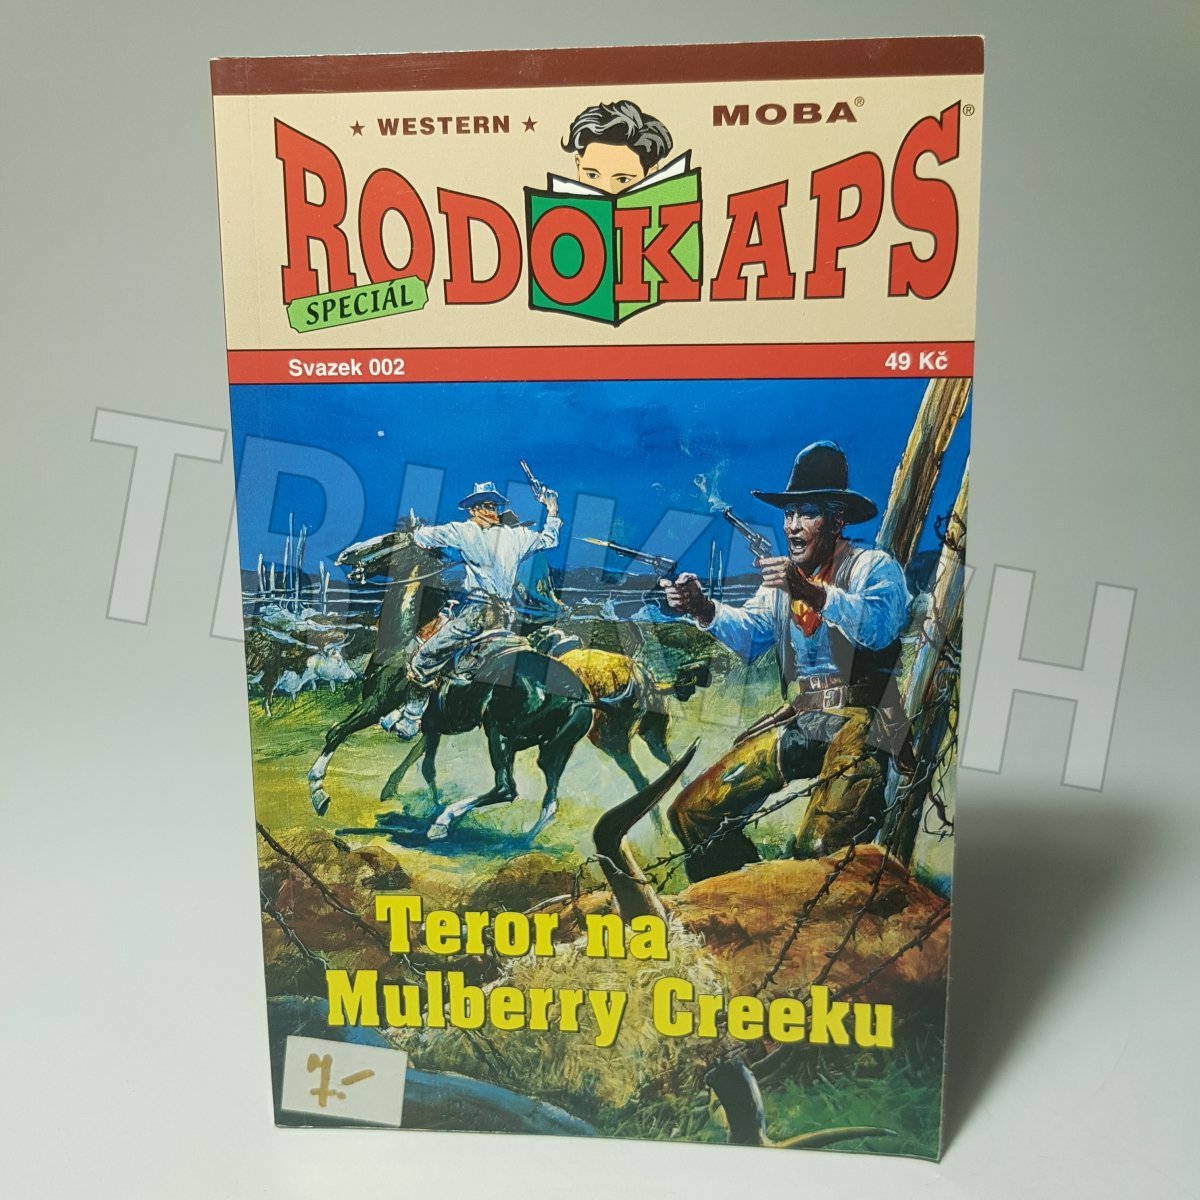 ★ WESTERN ★
MOBA®
RODOKAPS®
SPECIÁL
Svazek 002
49 Kč
Teror na
Mulberry Creeku
7.-